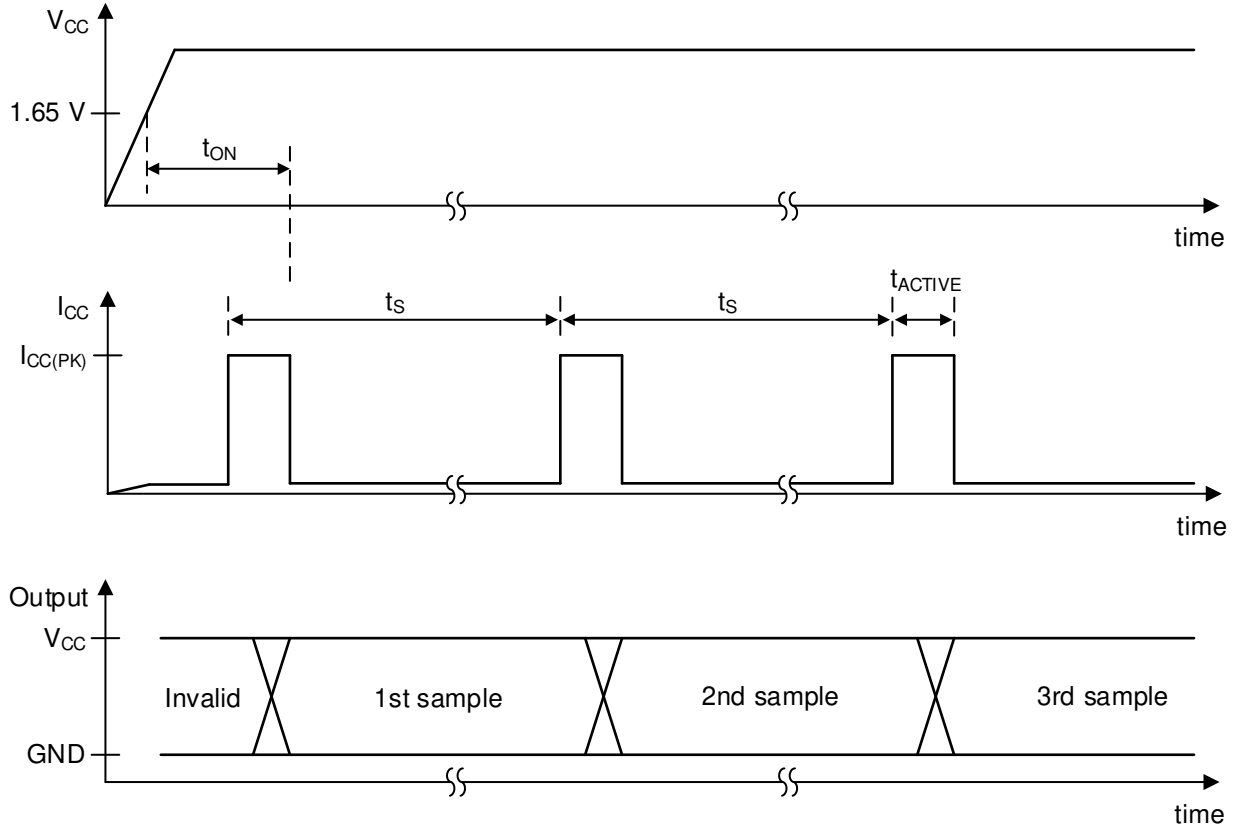 VCC
1.65 V
tON
time
ICC
tS
tS
tACTIVE
ICC(PK)
time
Output
VCC
Invalid
1st sample
2nd sample
3rd sample
GND
time